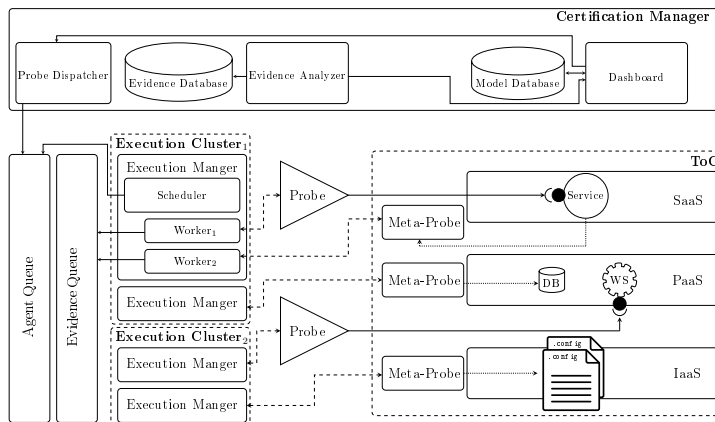 Certification Manager
Probe Dispatcher
Evidence Database
Evidence Analyzer
Model Database
Dashboard
Agent Queue
Evidence Queue
Execution Cluster1
Execution Manger
Scheduler
Worker1
Worker2
Execution Manger
Execution Cluster2
Execution Manger
Execution Manger
Probe
Probe
ToC
Service
SaaS
Meta-Probe
Meta-Probe
DB
WS
PaaS
Meta-Probe
.config
.config
IaaS